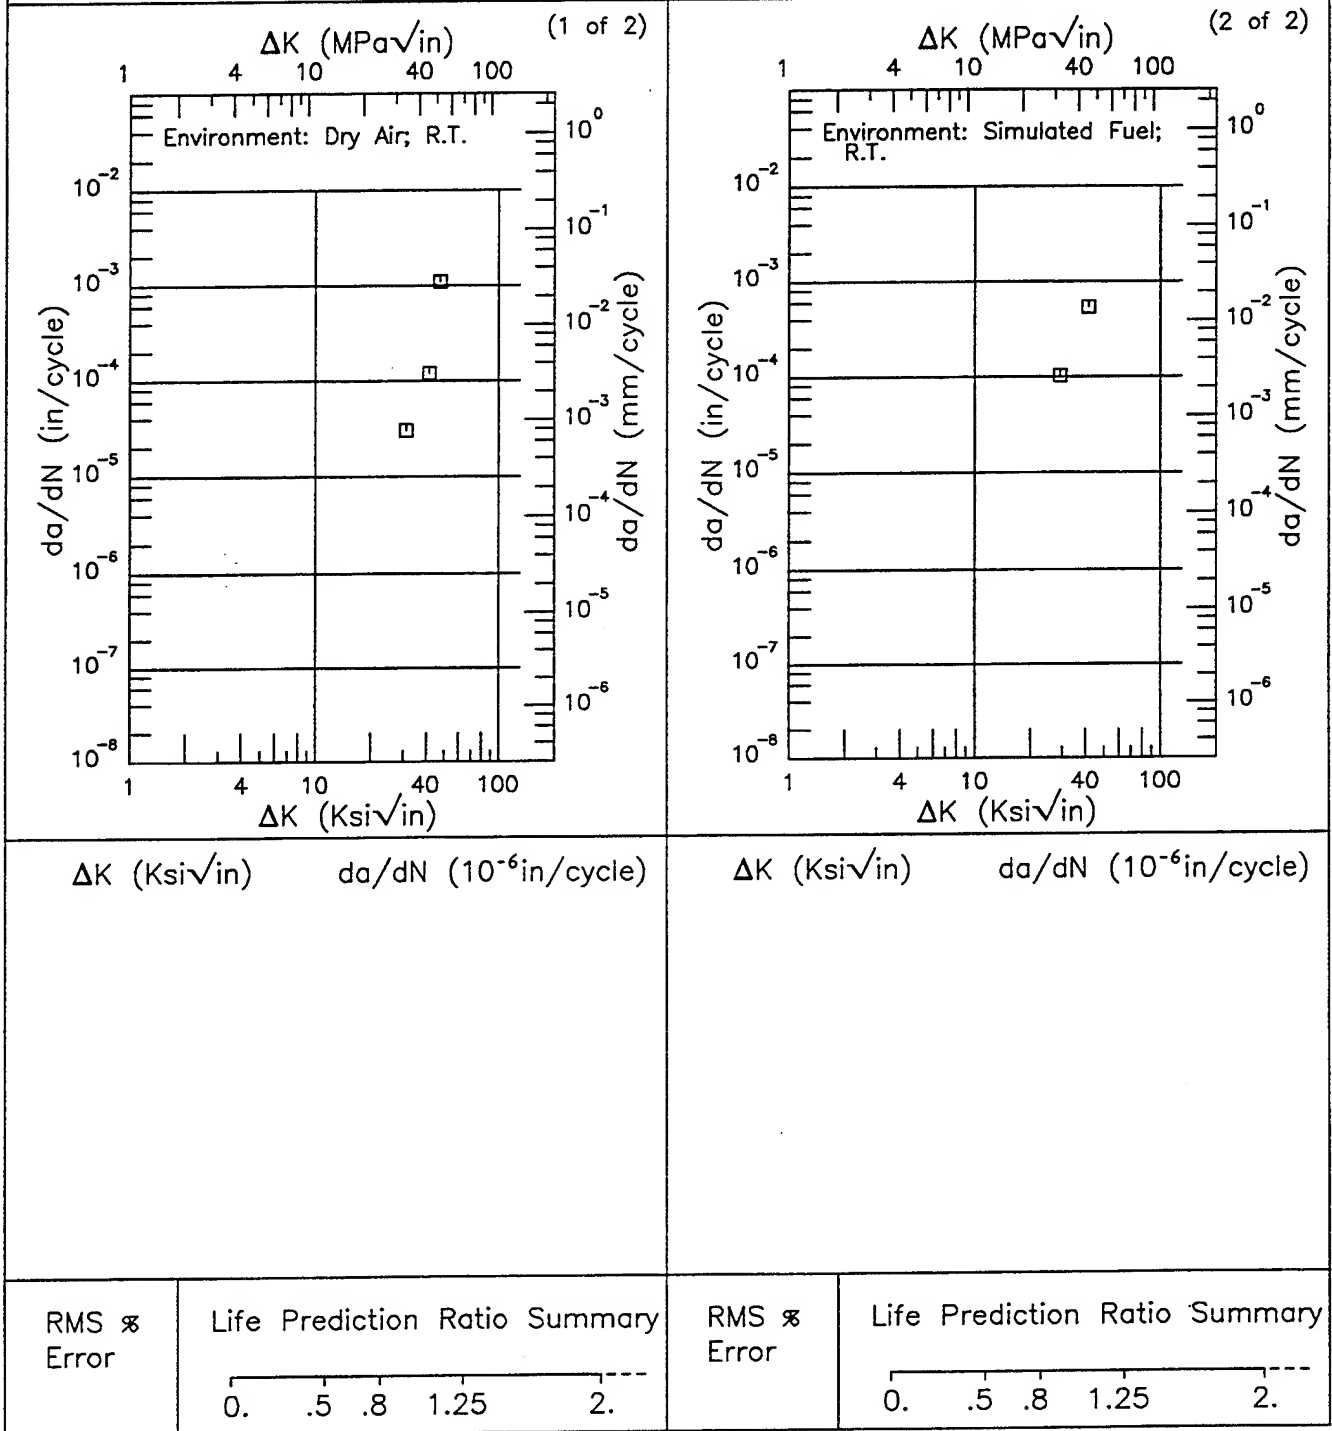 (1 of 2)
ΔK (MPa√in)
1 4 10 40 100
Environment: Dry Air; R.T.
10⁻²
10⁻³
10⁻⁴
10⁻⁵
10⁻⁶
10⁻⁷
10⁻⁸
da/dN (in/cycle)
10⁰
10⁻¹
10⁻²
10⁻³
10⁻⁴
10⁻⁵
10⁻⁶
da/dN (mm/cycle)
1 4 10 40 100
ΔK (Ksi√in)
ΔK (Ksi√in) da/dN (10⁻⁶in/cycle)
RMS %
Error
Life Prediction Ratio Summary
0. .5 .8 1.25 2.
(2 of 2)
ΔK (MPa√in)
1 4 10 40 100
Environment: Simulated Fuel;
R.T.
10⁻²
10⁻³
10⁻⁴
10⁻⁵
10⁻⁶
10⁻⁷
10⁻⁸
da/dN (in/cycle)
10⁰
10⁻¹
10⁻²
10⁻³
10⁻⁴
10⁻⁵
10⁻⁶
da/dN (mm/cycle)
1 4 10 40 100
ΔK (Ksi√in)
ΔK (Ksi√in) da/dN (10⁻⁶in/cycle)
RMS %
Error
Life Prediction Ratio Summary
0. .5 .8 1.25 2.